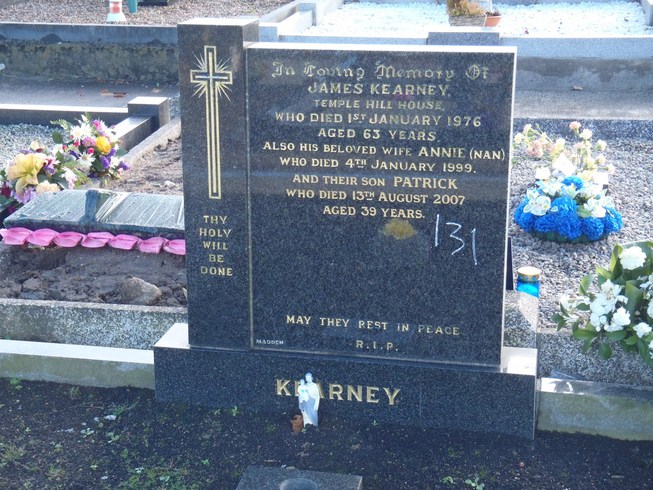 In Loving Memory Of
JAMES KEARNEY,
TEMPLE HILL HOUSE,
WHO DIED 1ST JANUARY 1976
AGED 63 YEARS.
ALSO HIS BELOVED WIFE ANNIE (NAN)
WHO DIED 4TH JANUARY 1999.
AND THEIR SON PATRICK
WHO DIED 13TH AUGUST 2007
AGED 39 YEARS.
131
THY
HOLY
WILL BE
DONE
MAY THEY REST IN PEACE
R.I.P.
MADDEN
KEARNEY